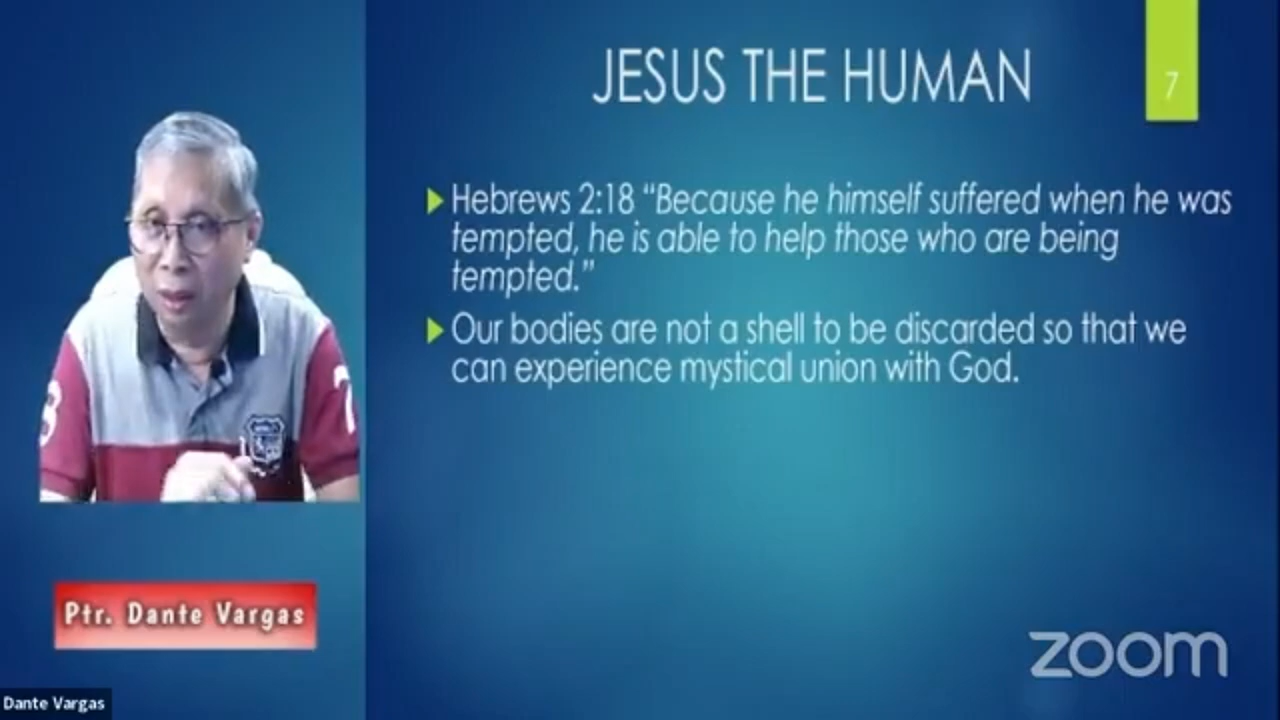 JESUS THE HUMAN
7
Hebrews 2:18 “Because he himself suffered when he was
tempted, he is able to help those who are being
tempted.”
Our bodies are not a shell to be discarded so that we
can experience mystical union with God.
Ptr. Dante Vargas
zoom
Dante Vargas